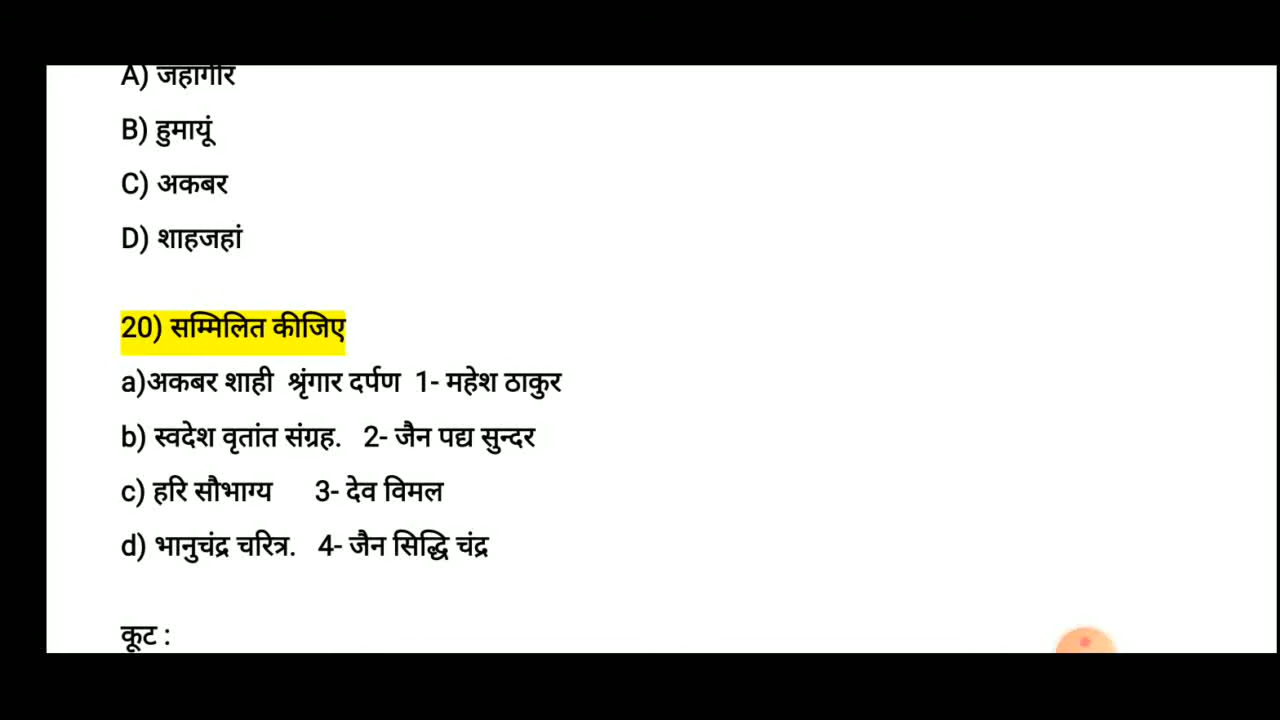 A) जहांगीर
B) हुमायूं
C) अकबर
D) शाहजहां
20) सम्मिलित कीजिए
a)अकबर शाही श्रृंगार दर्पण 1- महेश ठाकुर
b) स्वदेश वृतांत संग्रह. 2- जैन पद्य सुन्दर
c) हरि सौभाग्य 3- देव विमल
d) भानुचंद्र चरित्र. 4- जैन सिद्धि चंद्र
कूट :